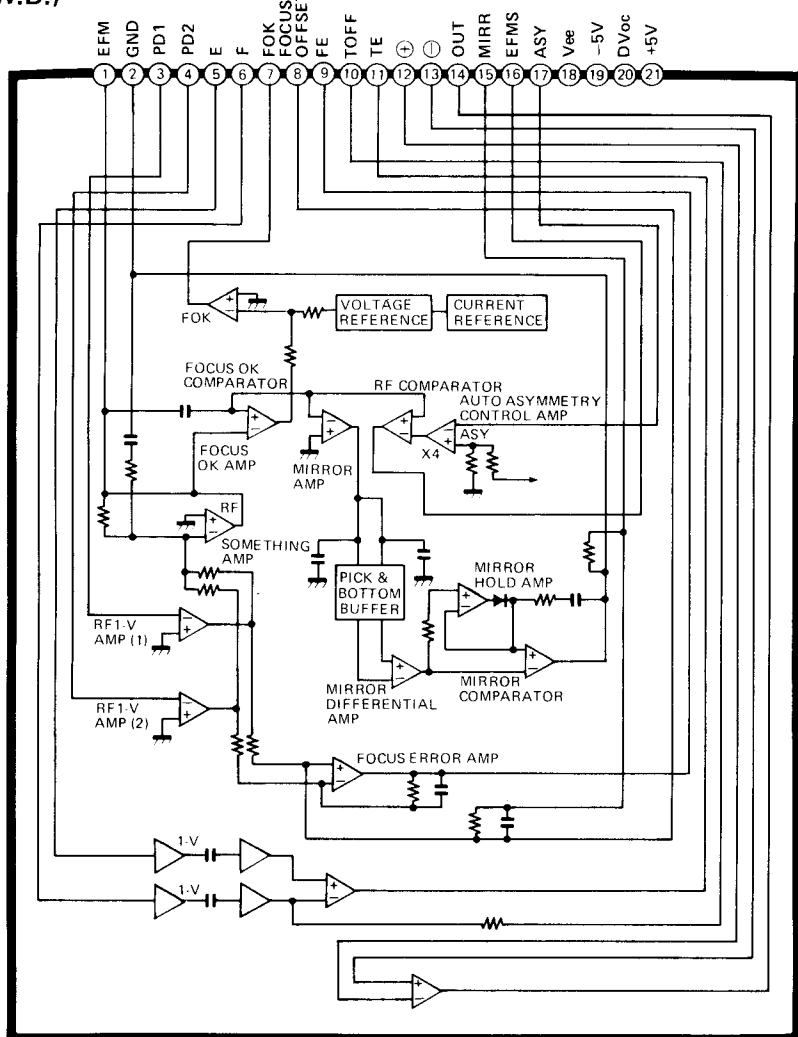 W.B.)
EFM
GND
PD1
PD2
E
F
FOK
FOCUS
OFFSET
FE
TOFF
TE
⊕
⊖
OUT
MIRR
EFMS
ASY
Vee
-5V
DVoc
+5V
1 2 3 4 5 6 7 8 9 10 11 12 13 14 15 16 17 18 19 20 21
FOK
VOLTAGE
REFERENCE
CURRENT
REFERENCE
FOCUS OK
COMPARATOR
RF COMPARATOR
AUTO ASYMMETRY
CONTROL AMP
ASY
X4
FOCUS
OK AMP
MIRROR
AMP
RF
SOMETHING
AMP
PICK &
BOTTOM
BUFFER
MIRROR
HOLD AMP
RF1-V
AMP (1)
MIRROR
DIFFERENTIAL
AMP
MIRROR
COMPARATOR
RF1-V
AMP (2)
FOCUS ERROR AMP
1-V
1-V